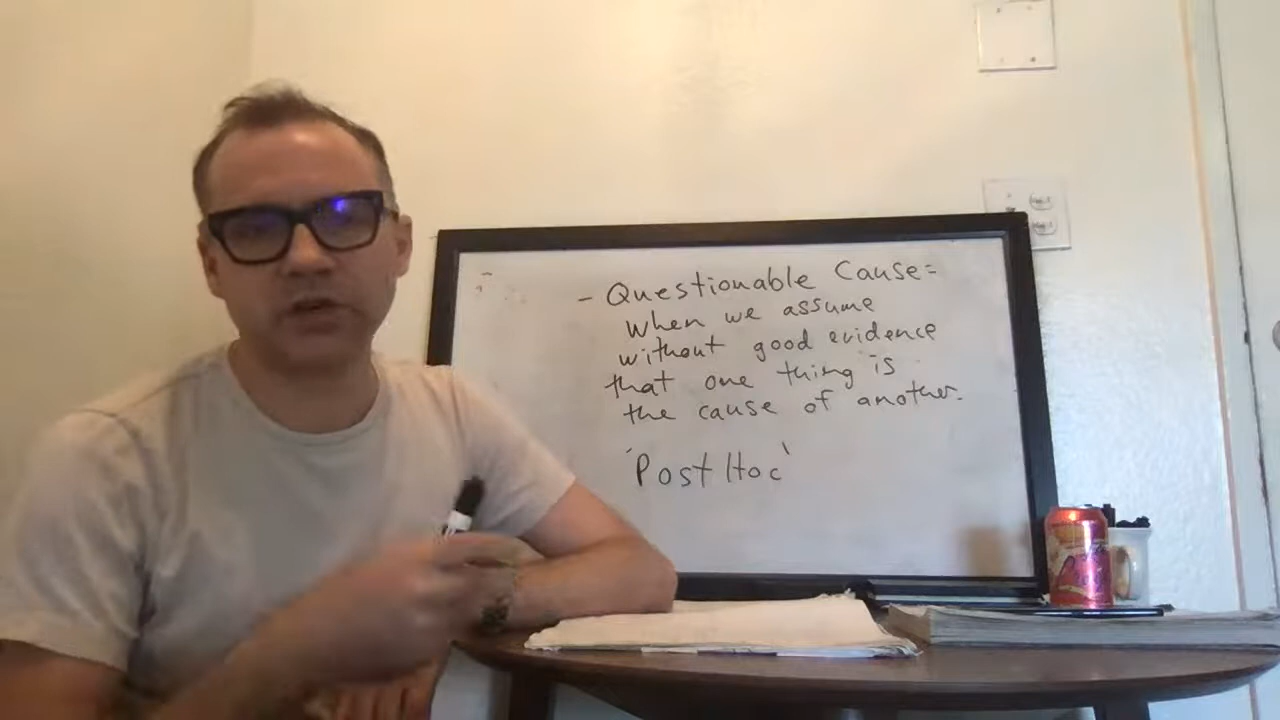 - Questionable Cause=
when we assume
without good evidence
that one thing is
the cause of another.
'Post Hoc'